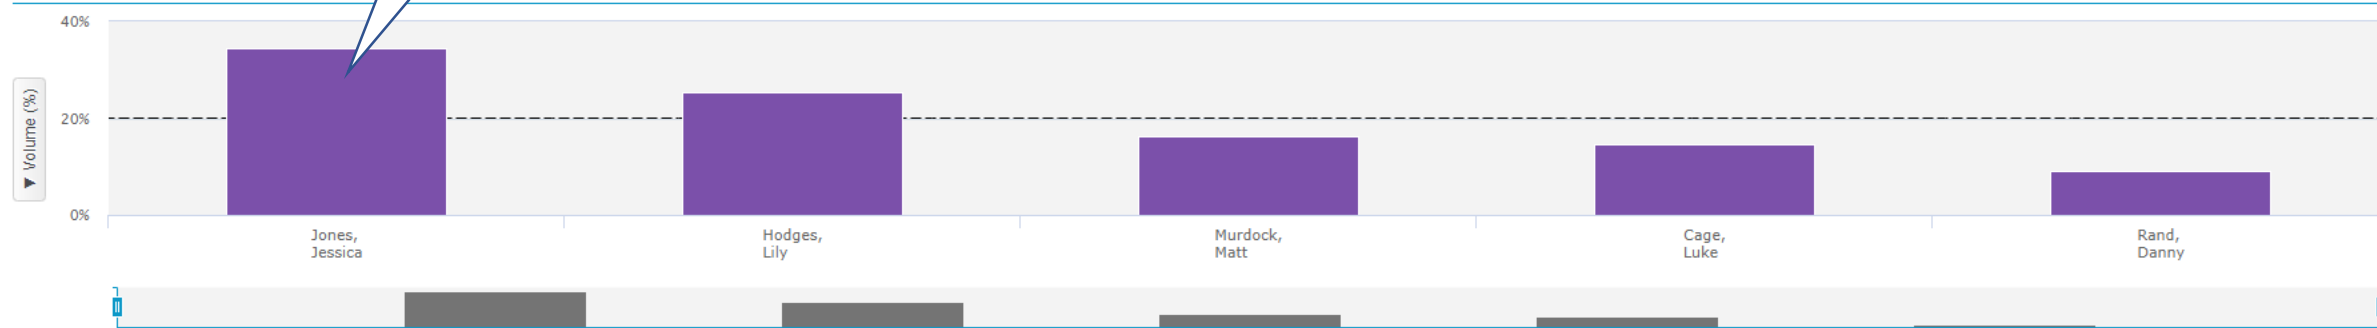 40%
▼ Volume (%)
20%
0%
Jones,
Jessica
Hodges,
Lily
Murdock,
Matt
Cage,
Luke
Rand,
Danny